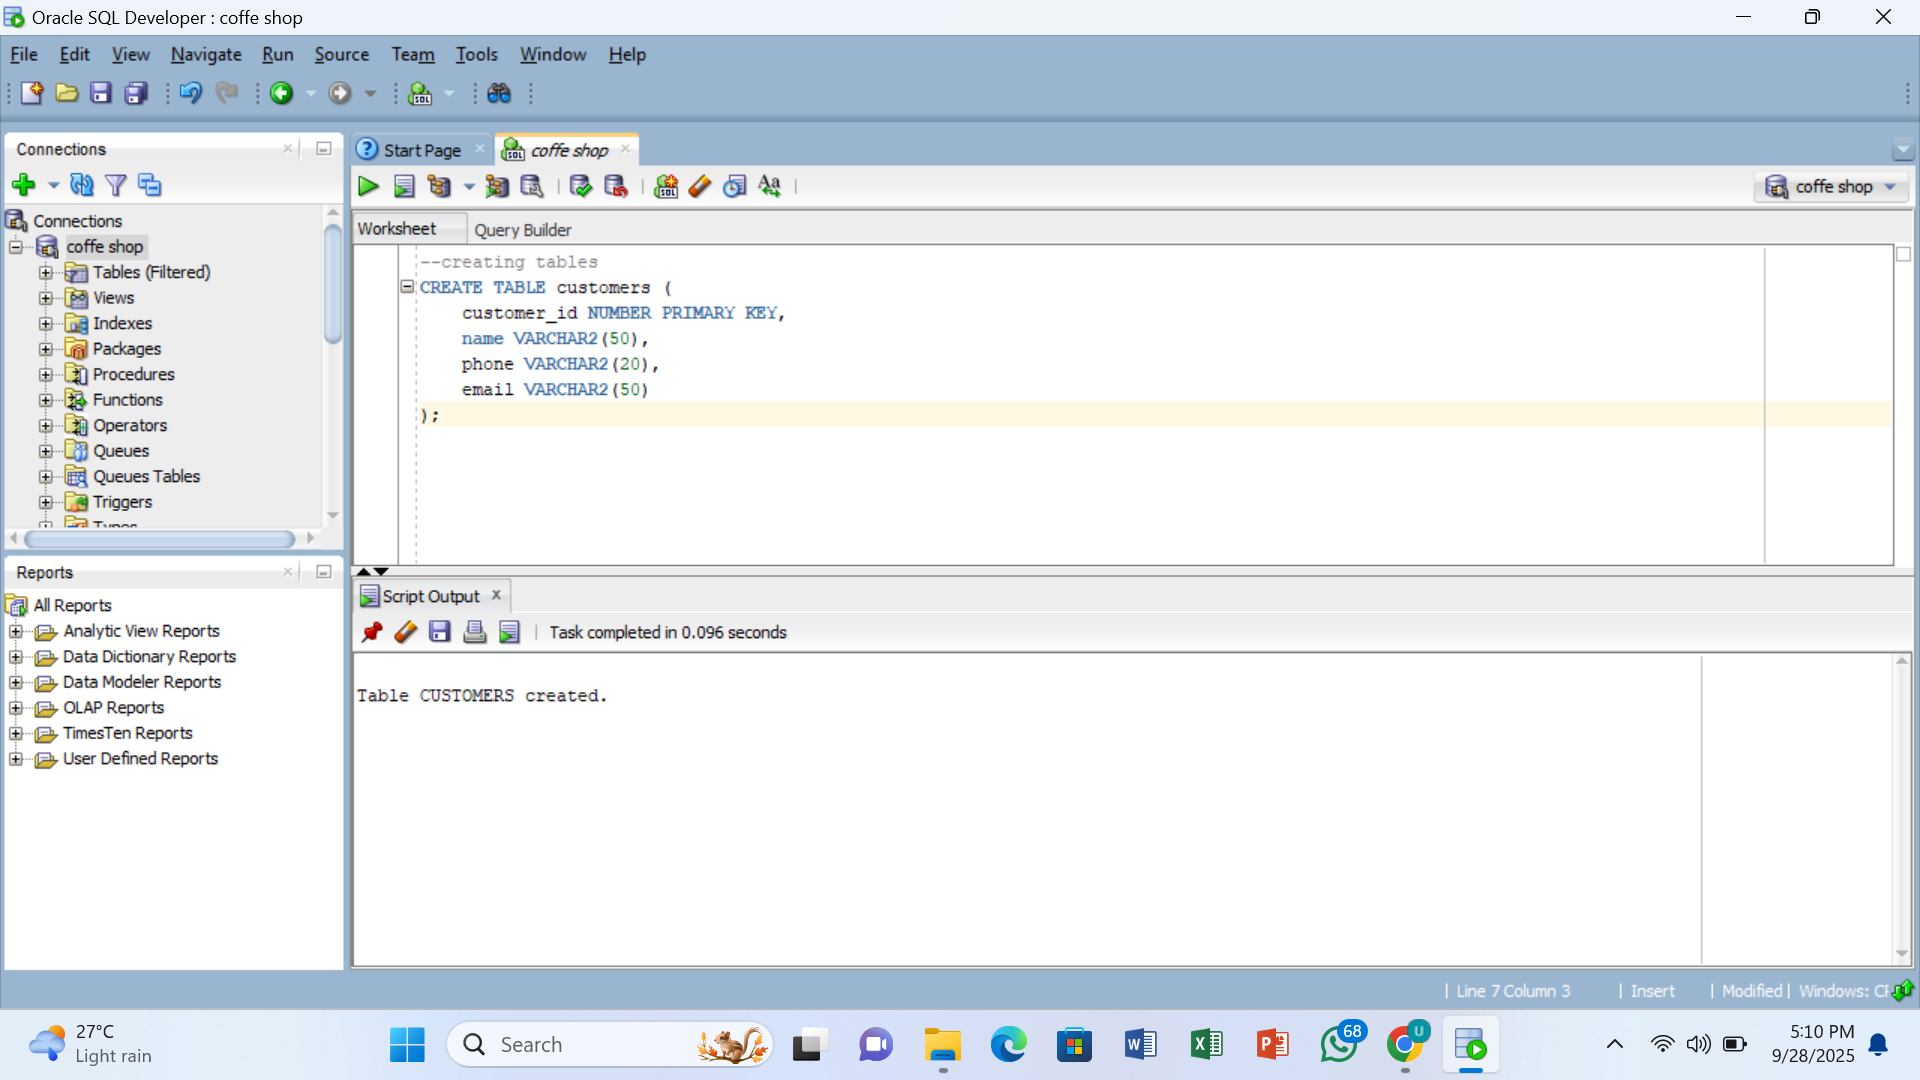 Oracle SQL Developer : coffe shop
File Edit View Navigate Run Source Team Tools Window Help
Connections
Start Page
coffe shop
coffe shop
Connections
coffe shop
Tables (Filtered)
Views
Indexes
Packages
Procedures
Functions
Operators
Queues
Queues Tables
Triggers
Types
Worksheet Query Builder
--creating tables
CREATE TABLE customers (
customer_id NUMBER PRIMARY KEY,
name VARCHAR2(50),
phone VARCHAR2(20),
email VARCHAR2(50)
);
Reports
All Reports
Analytic View Reports
Data Dictionary Reports
Data Modeler Reports
OLAP Reports
TimesTen Reports
User Defined Reports
Script Output
Task completed in 0.096 seconds
Table CUSTOMERS created.
Line 7 Column 3 | Insert | Modified | Windows:
27°C
Light rain
Search
68
U
5:10 PM
9/28/2025